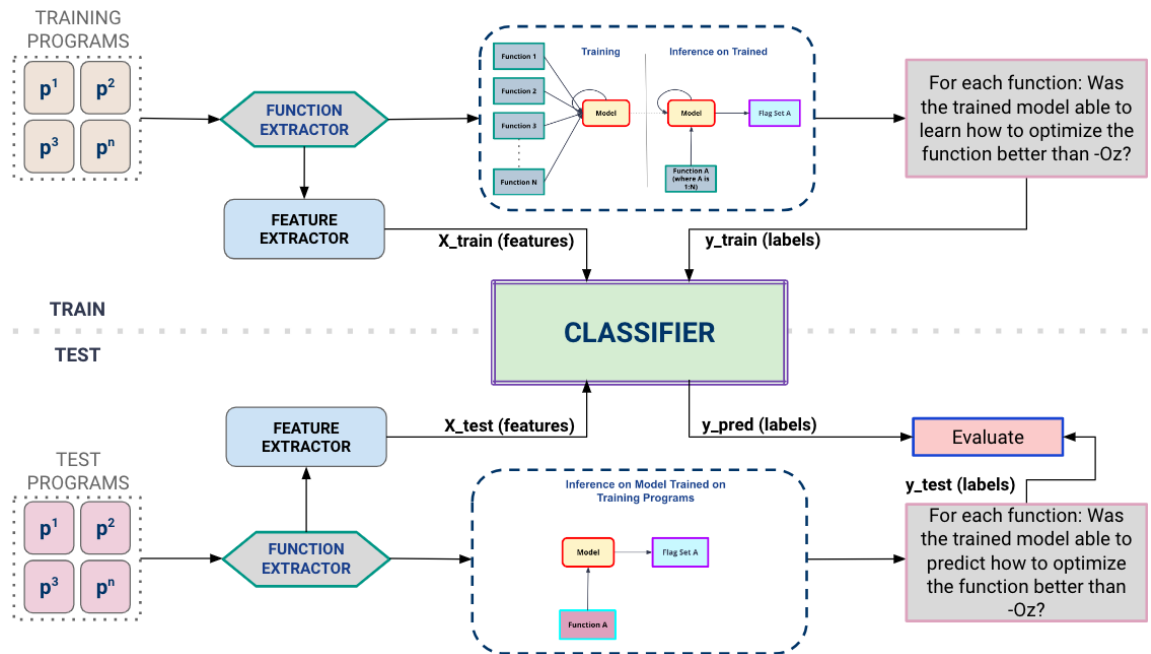 TRAINING
PROGRAMS
p¹
p²
p³
pⁿ
FUNCTION
EXTRACTOR
FEATURE
EXTRACTOR
Function 1
Function 2
Function 3
Function N
Training
Model
Inference on Trained
Model
Flag Set A
Function A
(where A is
1:N)
For each function: Was
the trained model able to
learn how to optimize the
function better than -Oz?
X_train (features)
y_train (labels)
TRAIN
TEST
CLASSIFIER
X_test (features)
y_pred (labels)
Evaluate
y_test (labels)
FEATURE
EXTRACTOR
TEST
PROGRAMS
p¹
p²
p³
pⁿ
FUNCTION
EXTRACTOR
Inference on Model Trained on
Training Programs
Model
Flag Set A
Function A
For each function: Was
the trained model able to
predict how to optimize
the function better than
-Oz?